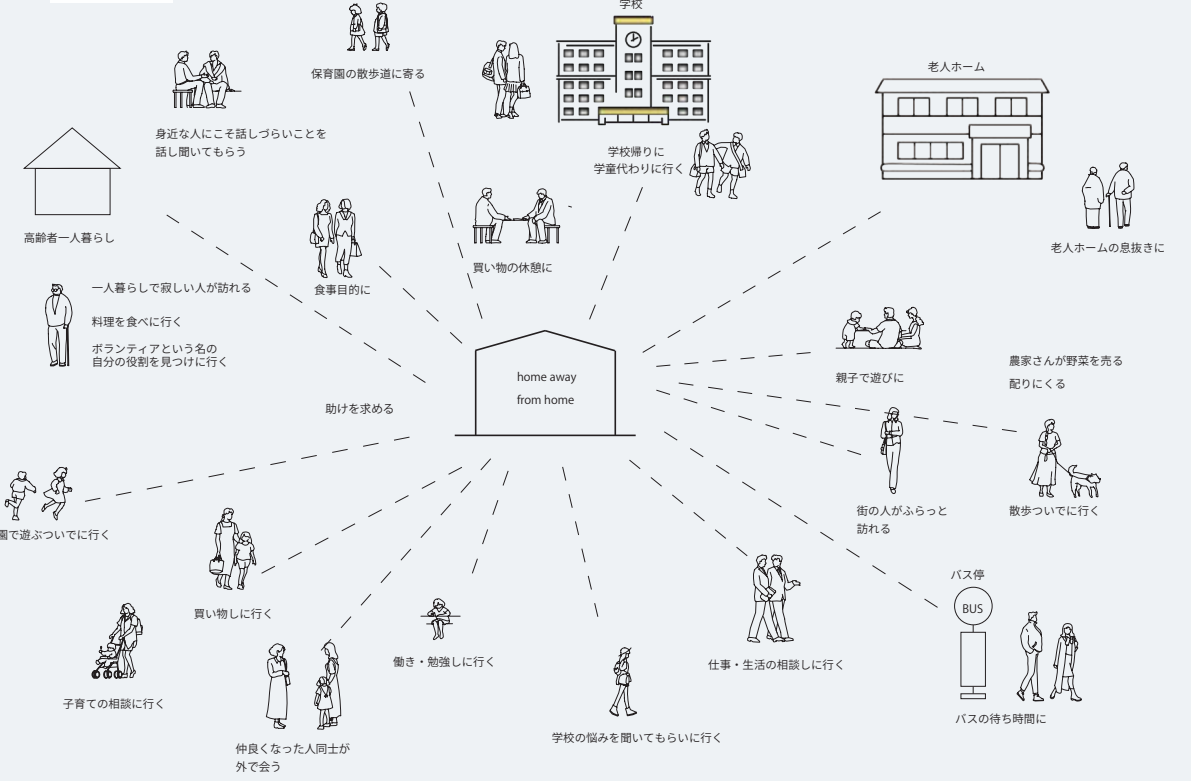 学校
保育園の散歩道に寄る
老人ホーム
身近な人にこそ話しづらいことを
話し聞いてもらう
学校帰りに
学童代わりに行く
高齢者一人暮らし
老人ホームの息抜きに
買い物の休憩に
食事目的に
一人暮らしで寂しい人が訪れる
料理を食べに行く
ボランティアという名の
自分の役割を見つけに行く
home away
from home
親子で遊びに
農家さんが野菜を売る
配りにくる
助けを求める
街の人がふらっと
訪れる
散歩ついでに行く
園で遊ぶついでに行く
バス停
BUS
買い物しに行く
働き・勉強しに行く
仕事・生活の相談しに行く
子育ての相談に行く
バスの待ち時間に
学校の悩みを聞いてもらいに行く
仲良くなった人同士が
外で会う